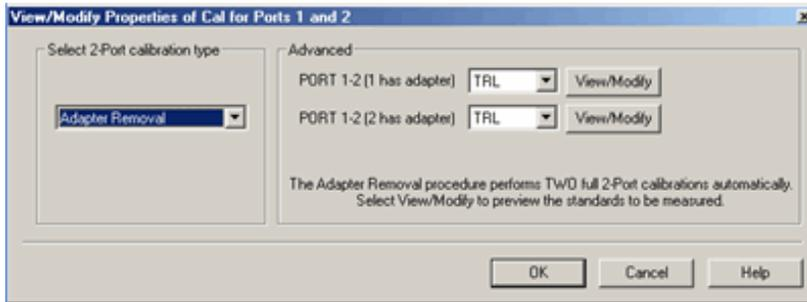 View/Modify Properties of Cal for Ports 1 and 2
Select 2-Port calibration type
Adapter Removal
Advanced
PORT 1-2 (1 has adapter) TRL View/Modify
PORT 1-2 (2 has adapter) TRL View/Modify
The Adapter Removal procedure performs TWO full 2-Port calibrations automatically.
Select View/Modify to preview the standards to be measured.
OK Cancel Help